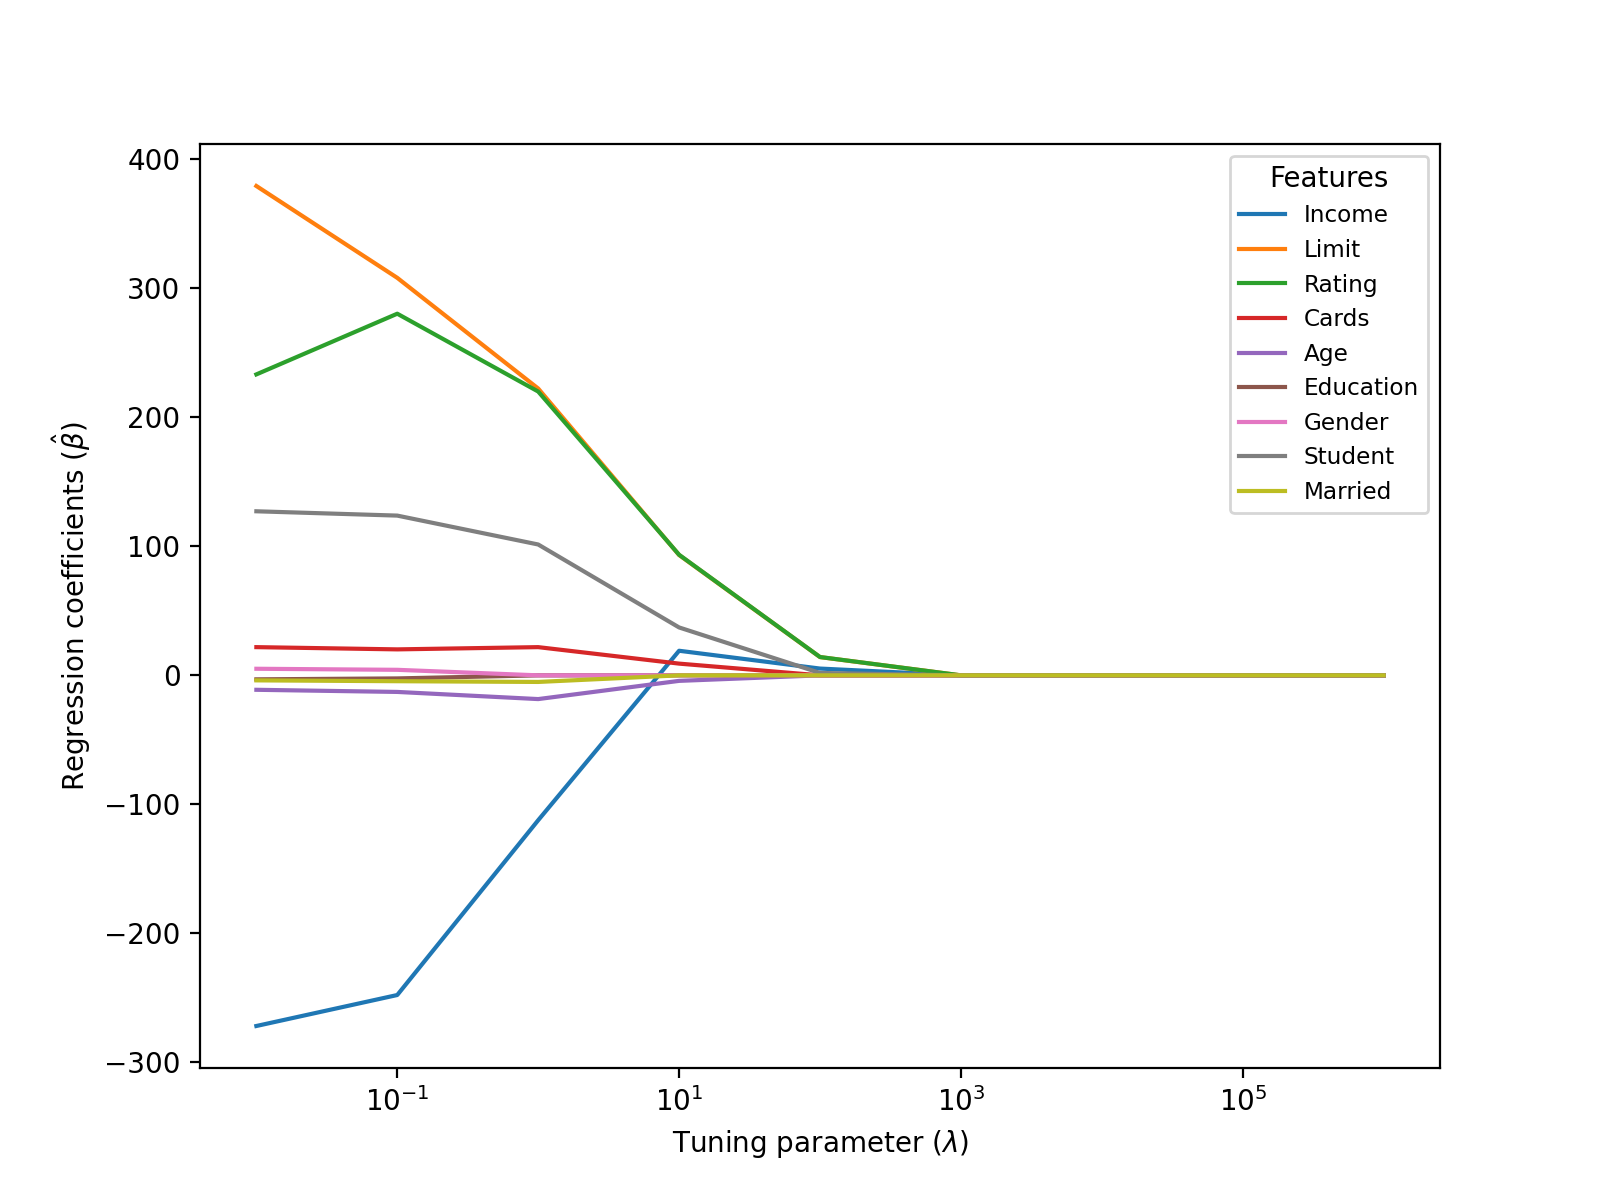 400
300
200
100
0
−100
−200
−300
Regression coefficients (β̂)
Features
Income
Limit
Rating
Cards
Age
Education
Gender
Student
Married
10⁻¹ 10¹ 10³ 10⁵
Tuning parameter (λ)